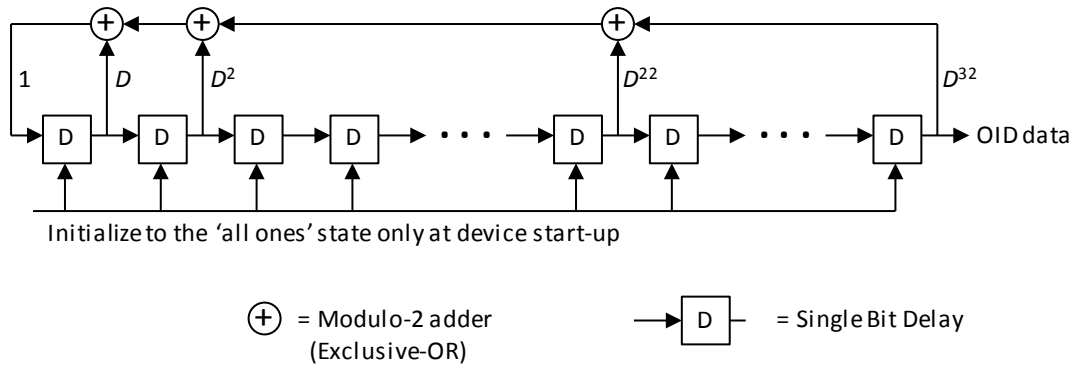 + + +
1 D D² D²² D³²
D D D D · · · D D · · · D OID data
Initialize to the 'all ones' state only at device start-up
+ = Modulo-2 adder D = Single Bit Delay
(Exclusive-OR)